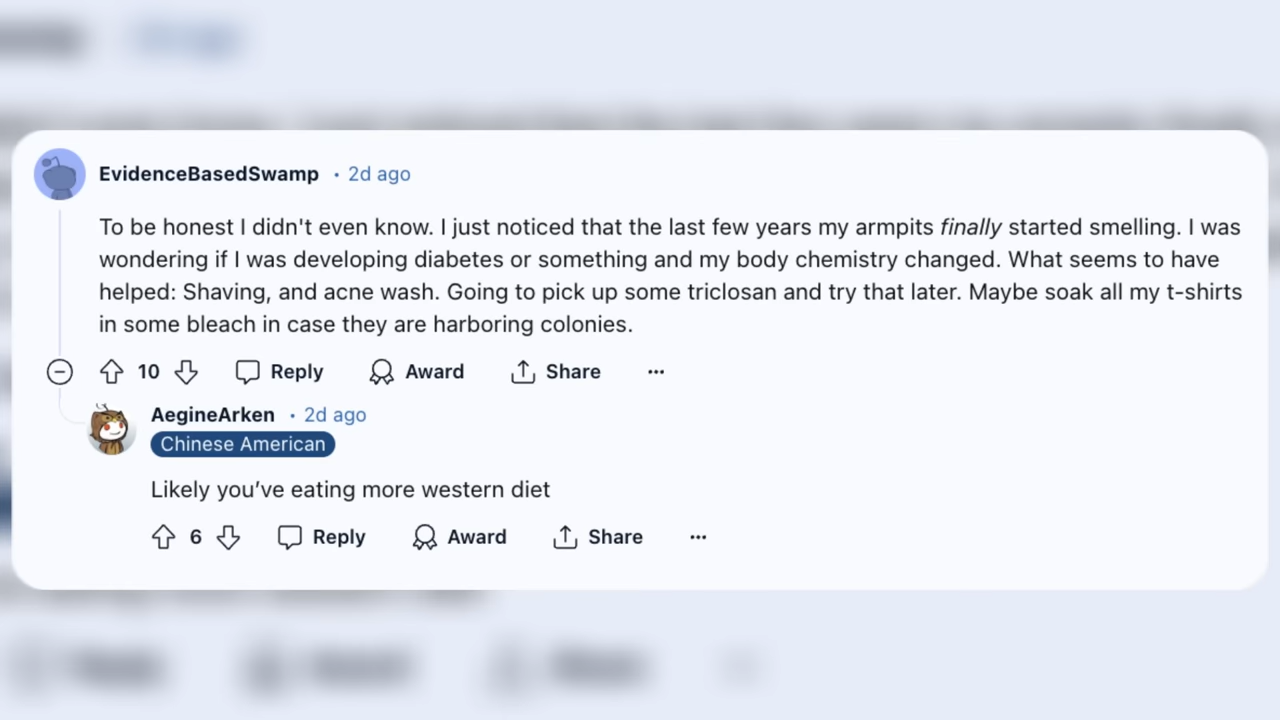 EvidenceBasedSwamp • 2d ago
To be honest I didn't even know. I just noticed that the last few years my armpits finally started smelling. I was
wondering if I was developing diabetes or something and my body chemistry changed. What seems to have
helped: Shaving, and acne wash. Going to pick up some triclosan and try that later. Maybe soak all my t-shirts
in some bleach in case they are harboring colonies.
10 Reply Award Share ...
AegineArken • 2d ago
Chinese American
Likely you’ve eating more western diet
6 Reply Award Share ...